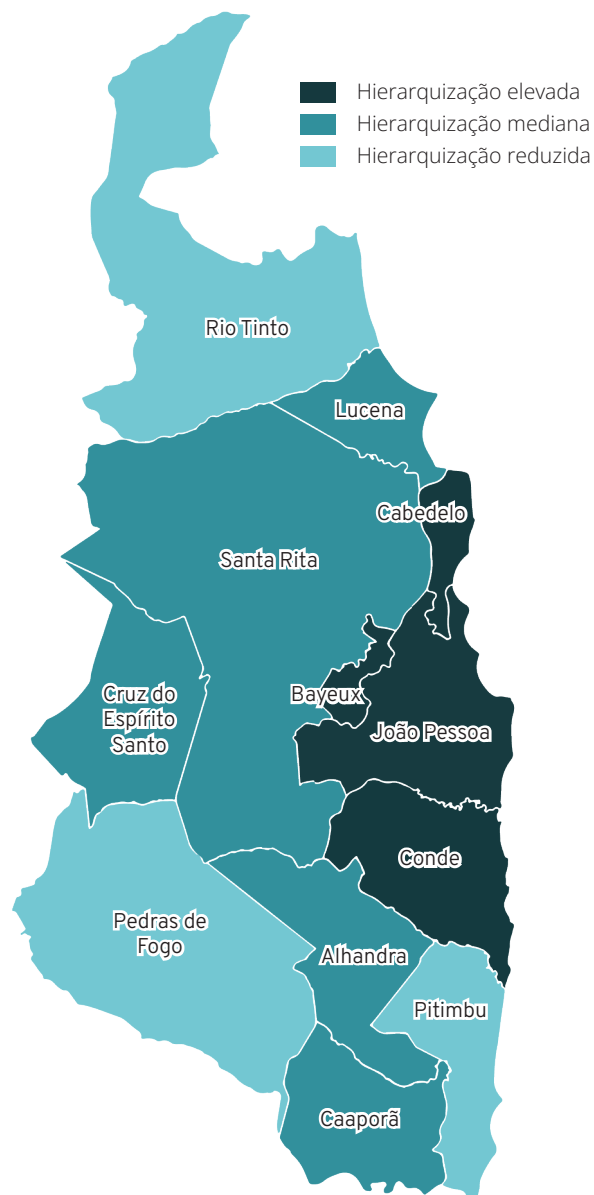 Hierarquização elevada
Hierarquização mediana
Hierarquização reduzida
Rio Tinto
Lucena
Cabedelo
Santa Rita
Bayeux
Cruz do
Espírito
Santo
João Pessoa
Conde
Pedras de
Fogo
Alhandra
Pitimbu
Caaporã